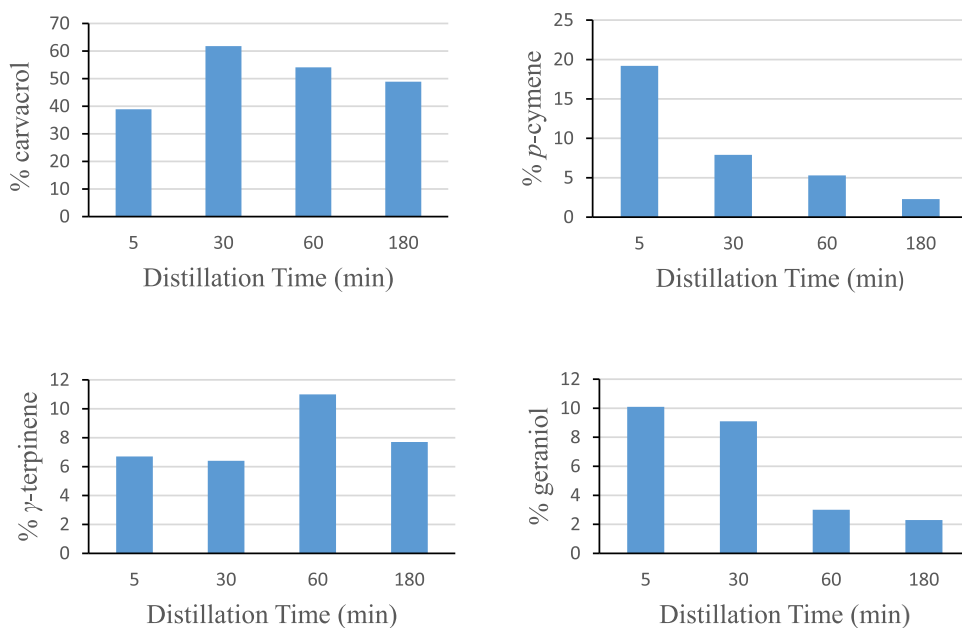 70
60
50
40
30
20
10
0
% carvacrol
5 30 60 180
Distillation Time (min)
25
20
15
10
5
0
% p-cymene
5 30 60 180
Distillation Time (min)
12
10
8
6
4
2
0
% γ-terpinene
5 30 60 180
Distillation Time (min)
12
10
8
6
4
2
0
% geraniol
5 30 60 180
Distillation Time (min)